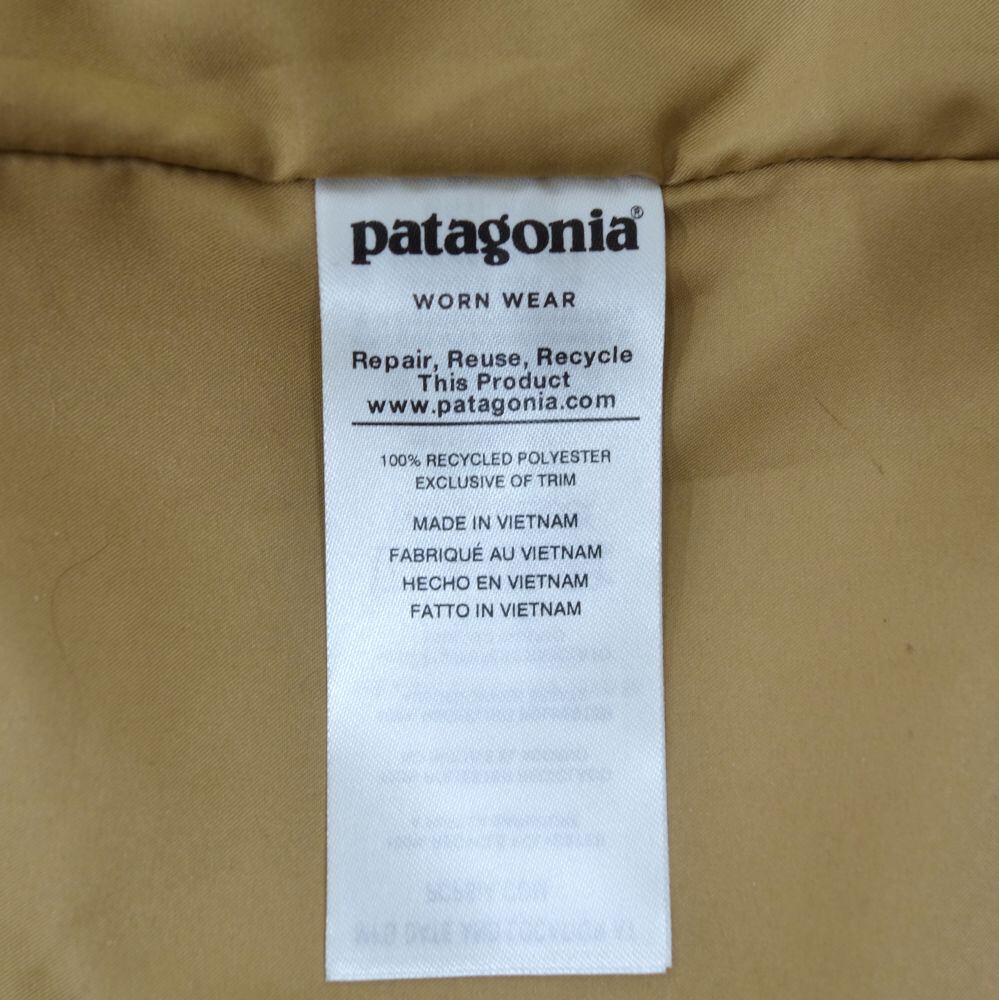 patagonia®
WORN WEAR
Repair, Reuse, Recycle
This Product
www.patagonia.com
100% RECYCLED POLYESTER
EXCLUSIVE OF TRIM
MADE IN VIETNAM
FABRIQUÉ AU VIETNAM
HECHO EN VIETNAM
FATTO IN VIETNAM